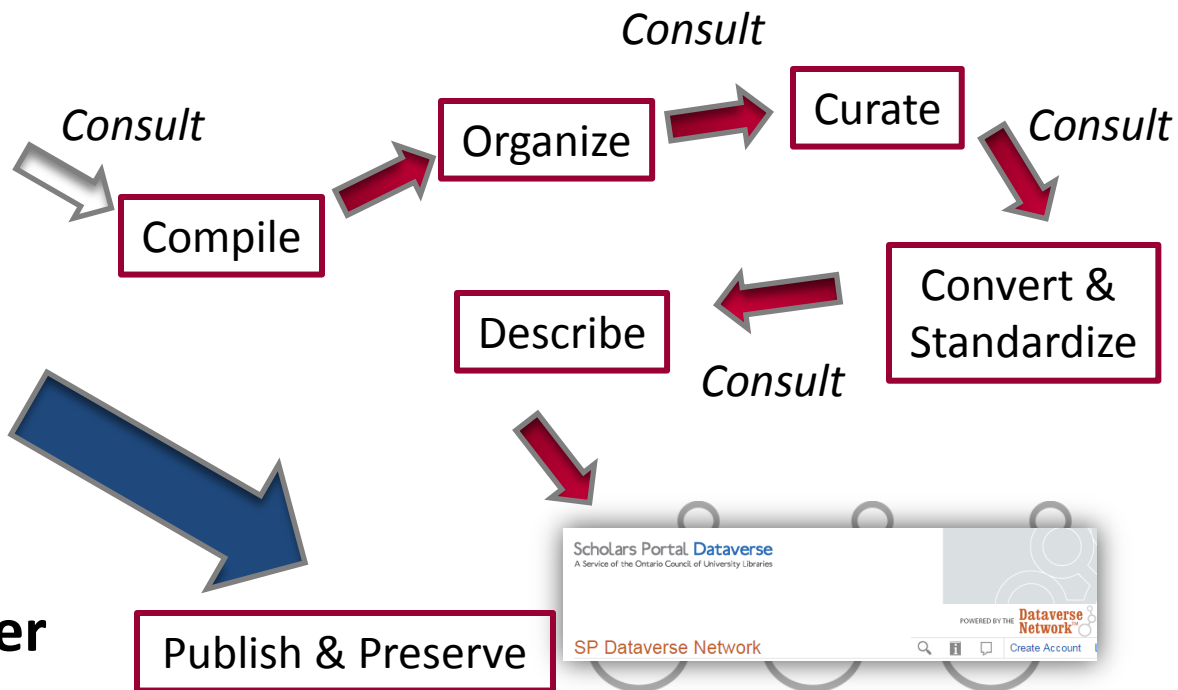 Consult
Consult
Organize
Curate
Consult
Compile
Convert &
Standardize
Describe
Consult
Scholars Portal Dataverse
A Service of the Ontario Council of University Libraries
POWERED BY THE Dataverse
Network™
er
Publish & Preserve
SP Dataverse Network
Create Account